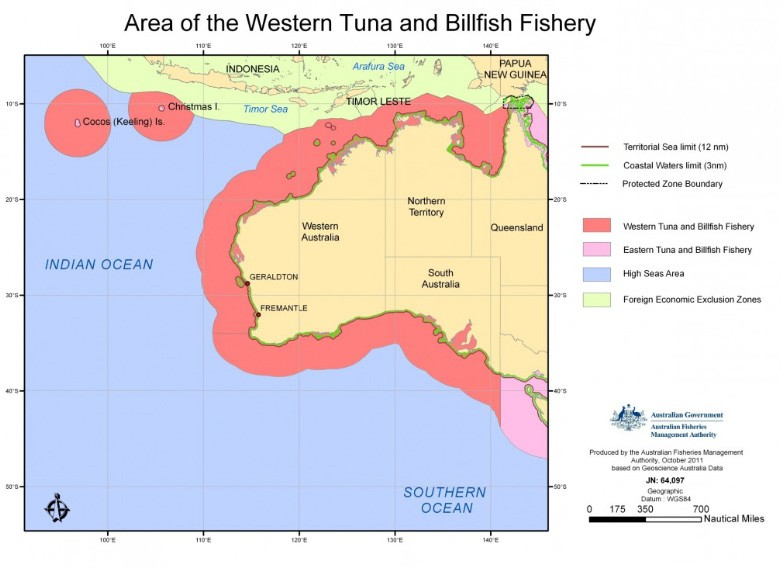 Area of the Western Tuna and Billfish Fishery
100°E
110°E
120°E
130°E
140°E
INDONESIA
Arafura Sea
PAPUA
NEW GUINEA
10°S
10°S
Christmas I.
Timor Sea
TIMOR LESTE
Cocos (Keeling) Is.
Territorial Sea limit (12 nm)
Coastal Waters limit (3nm)
Protected Zone Boundary
20°S
20°S
Northern
Territory
Western
Australia
Queensland
Western Tuna and Billfish Fishery
Eastern Tuna and Billfish Fishery
High Seas Area
Foreign Economic Exclusion Zones
INDIAN OCEAN
GERALDTON
South
Australia
30°S
30°S
FREMANTLE
40°S
40°S
Australian Government
Australian Fisheries
Management Authority
Produced by the Australian Fisheries Management
Authority, October 2011
based on Geoscience Australia Data
JN: 64,097
Geographic
Datum : WGS84
50°S
50°S
SOUTHERN
OCEAN
0 175 350 700
Nautical Miles
100°E
110°E
120°E
130°E
140°E